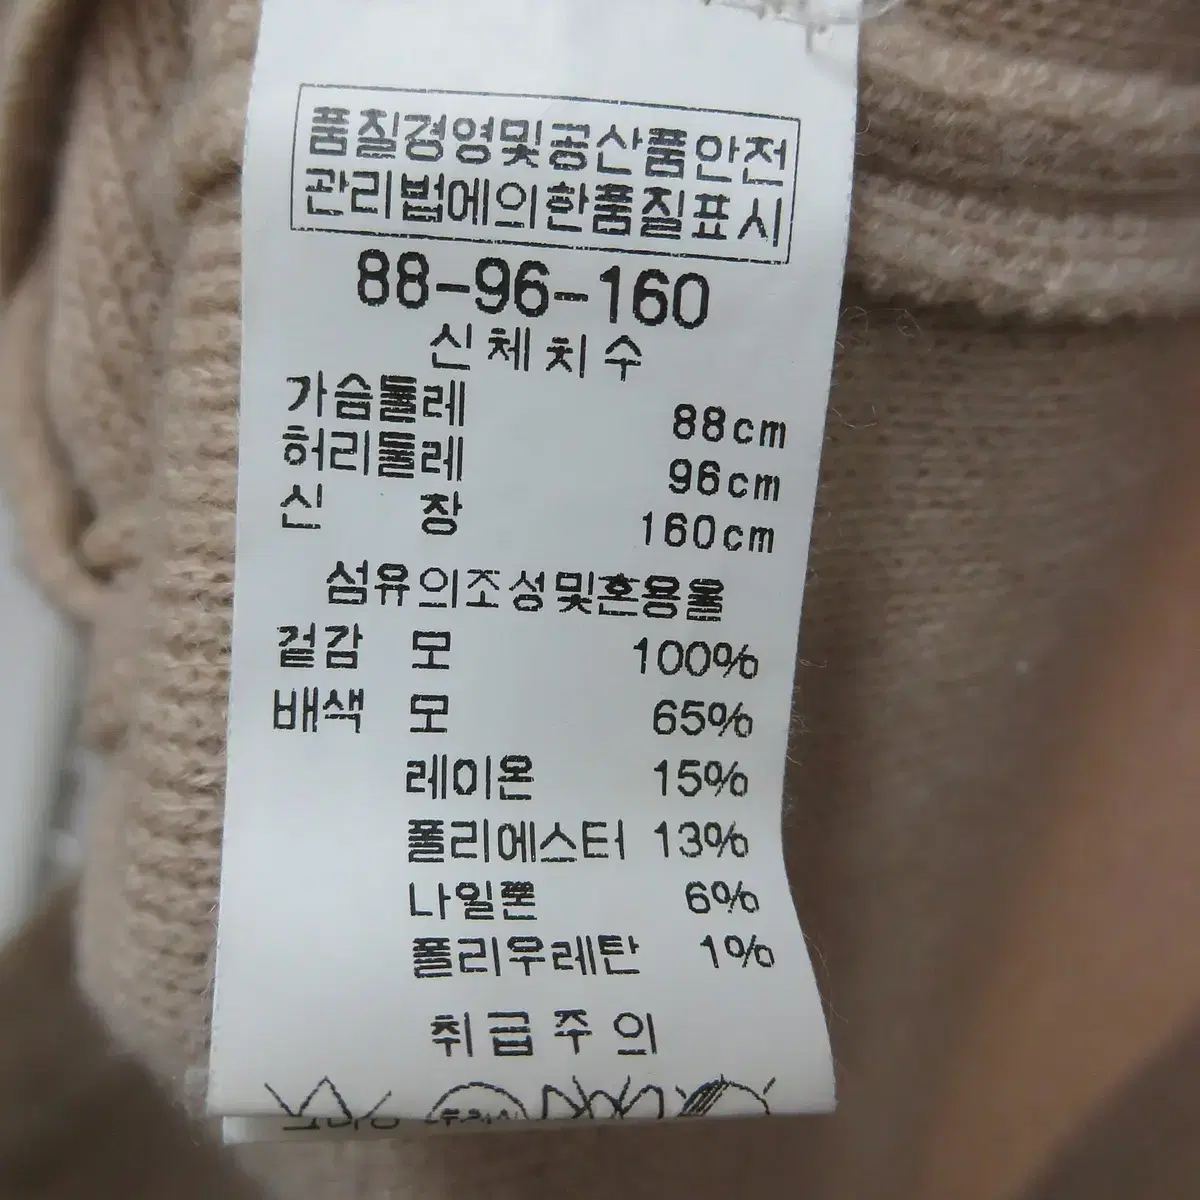 품질경영및공산품안전
관리법에의한품질표시
88-96-160
신체치수
가슴둘레 88cm
허리둘레 96cm
신 장 160cm
섬유의조성및혼용율
겉감 모 100%
배색 모 65%
레이온 15%
폴리에스터 13%
나일론 6%
폴리우레탄 1%
취급주의